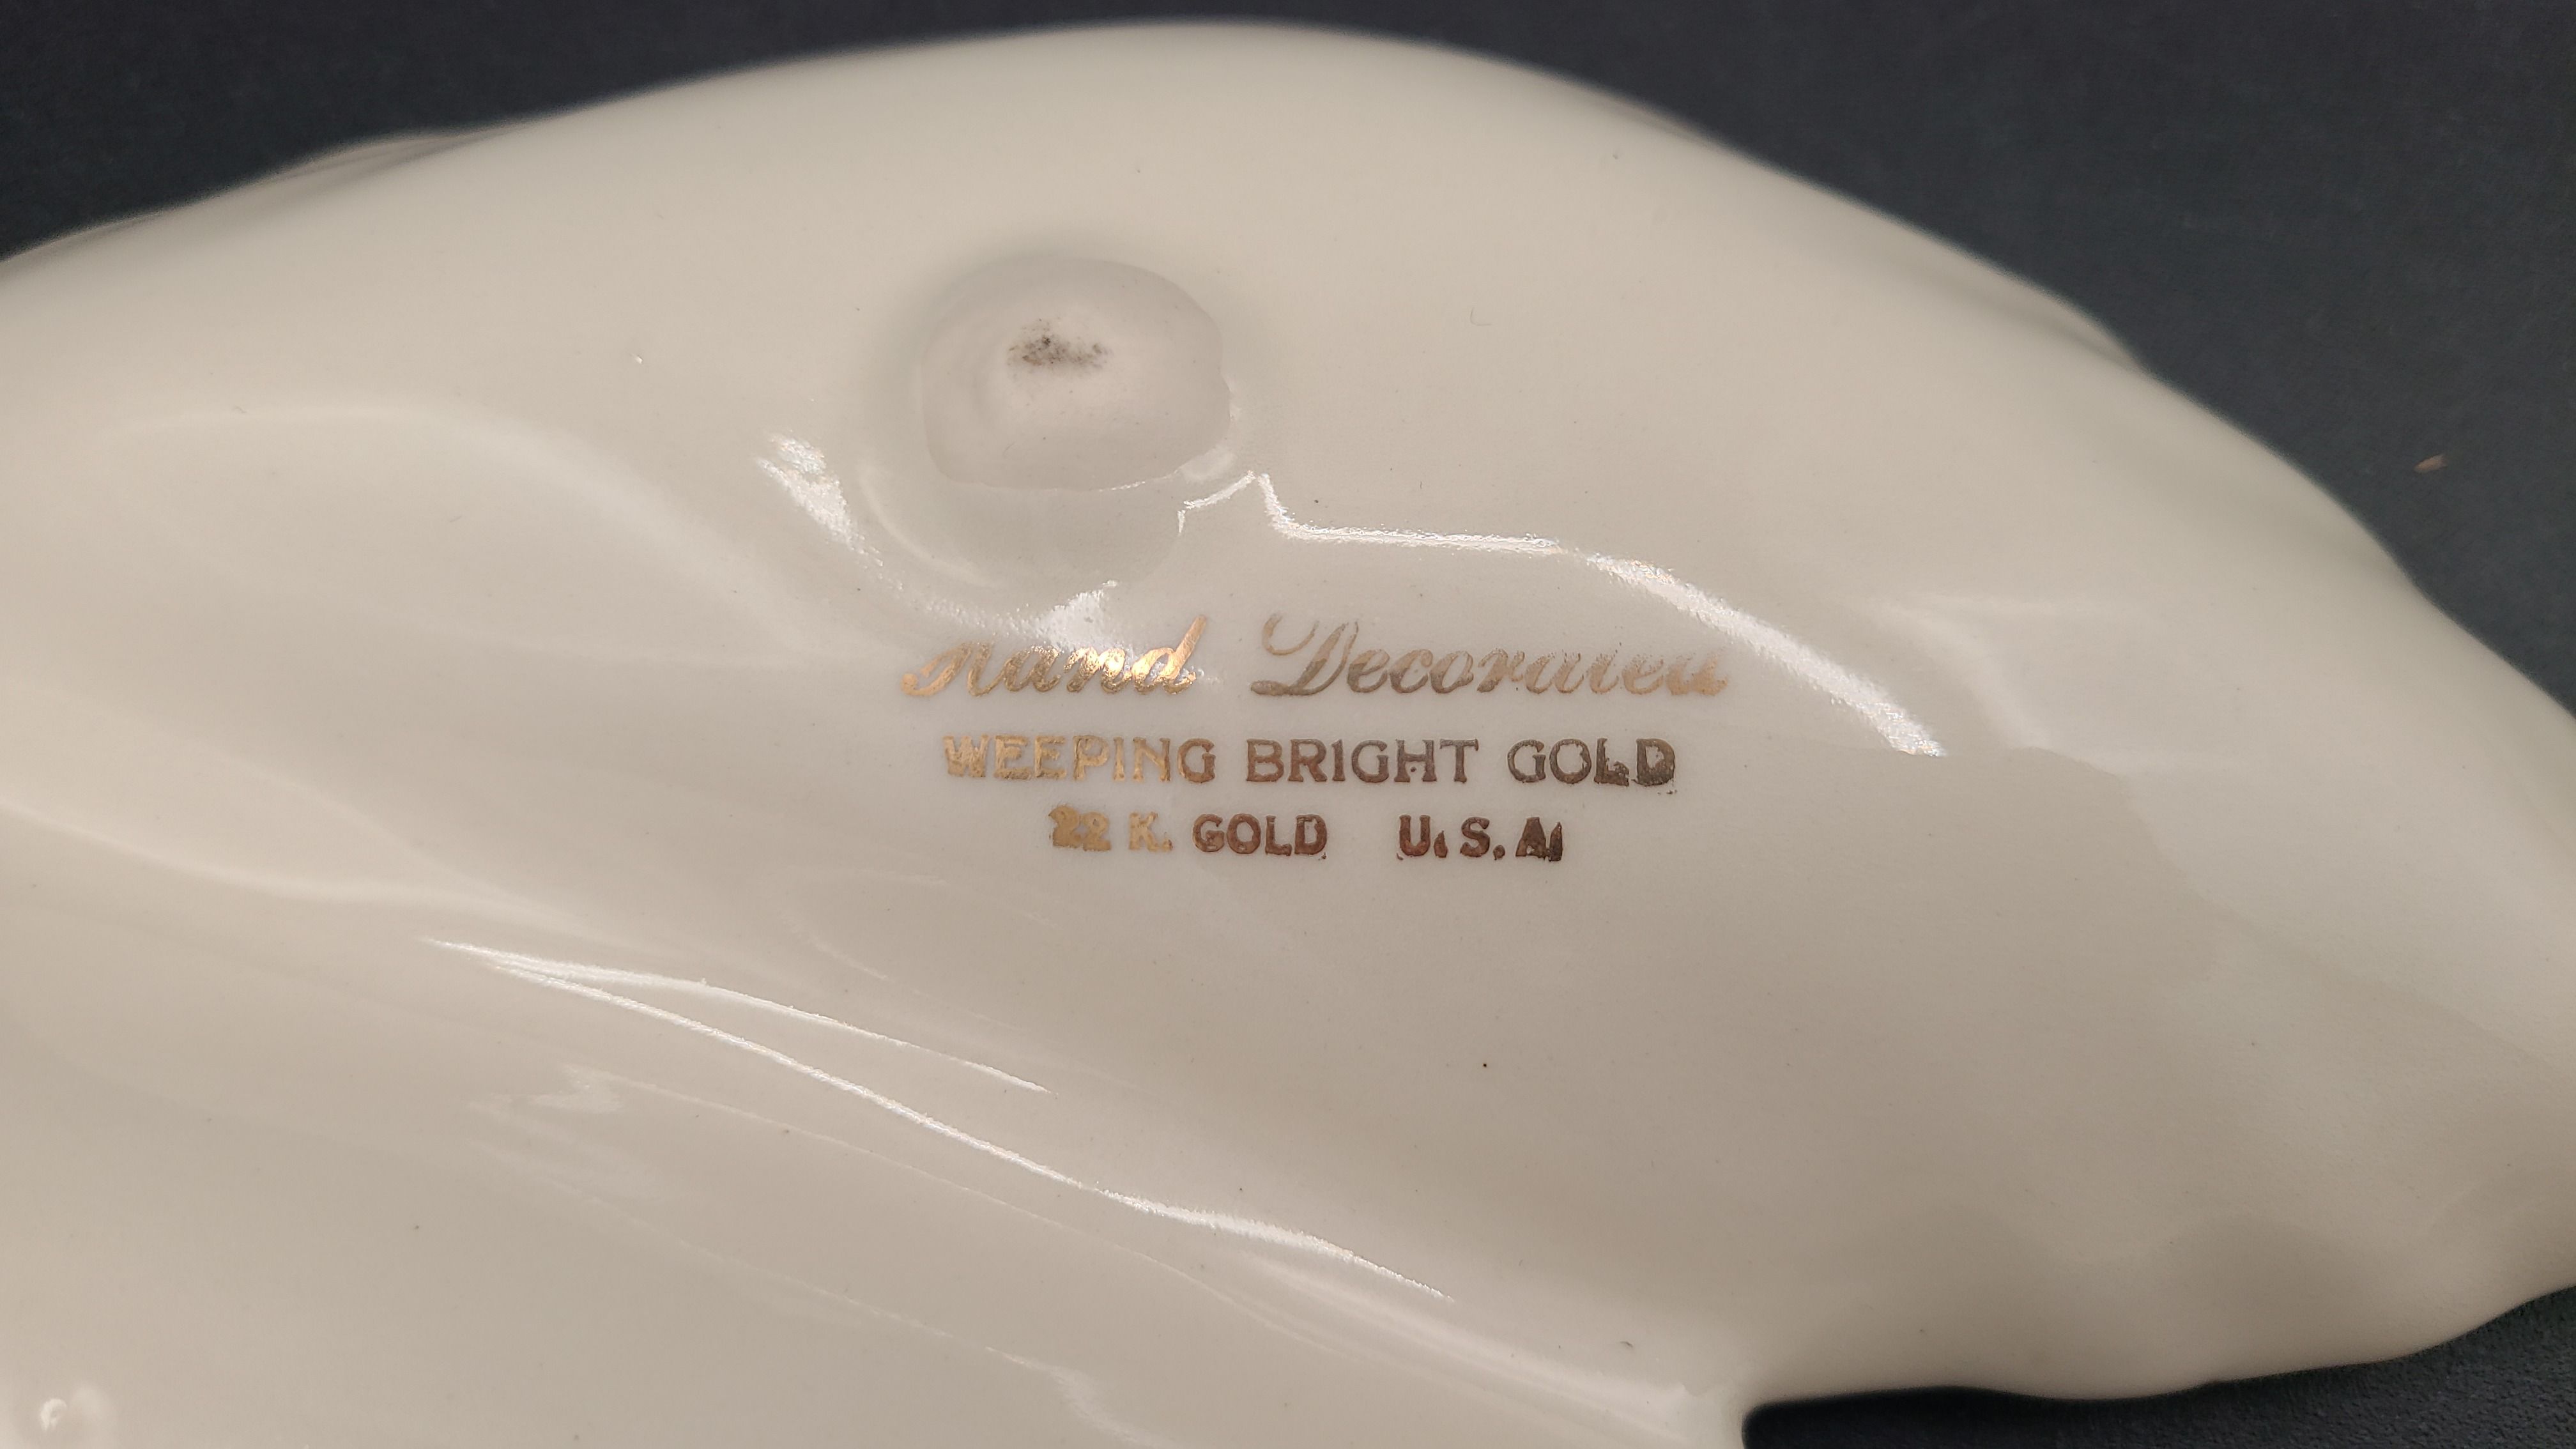 Hand Decorated
WEEPING BRIGHT GOLD
22 K. GOLD U.S.A.